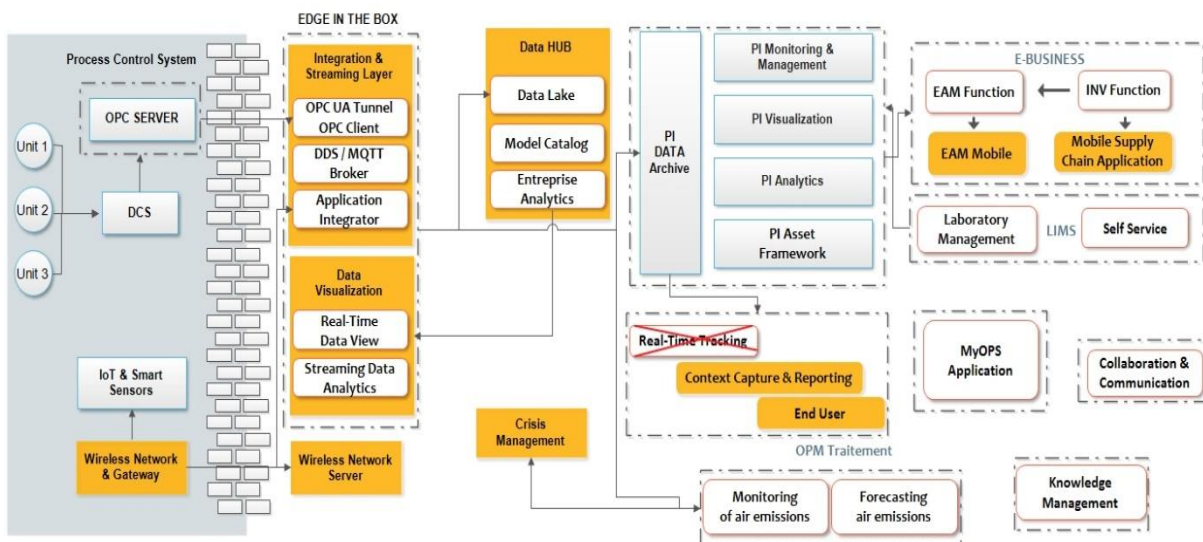 EDGE IN THE BOX
Process Control System
OPC SERVER
Unit 1
Unit 2
Unit 3
DCS
IoT & Smart
Sensors
Wireless Network
& Gateway
Integration &
Streaming Layer
OPC UA Tunnel
OPC Client
DDS / MQTT
Broker
Application
Integrator
Data
Visualization
Real-Time
Data View
Streaming Data
Analytics
Wireless Network
Server
Data HUB
Data Lake
Model Catalog
Entreprise
Analytics
Crisis
Management
PI
DATA
Archive
PI Monitoring &
Management
PI Visualization
PI Analytics
PI Asset
Framework
Real-Time Tracking
Context Capture & Reporting
End User
OPM Traitement
Monitoring
of air emissions
Forecasting
air emissions
E-BUSINESS
EAM Function
INV Function
EAM Mobile
Mobile Supply
Chain Application
Laboratory
Management
LIMS
Self Service
MyOPS
Application
Collaboration &
Communication
Knowledge
Management